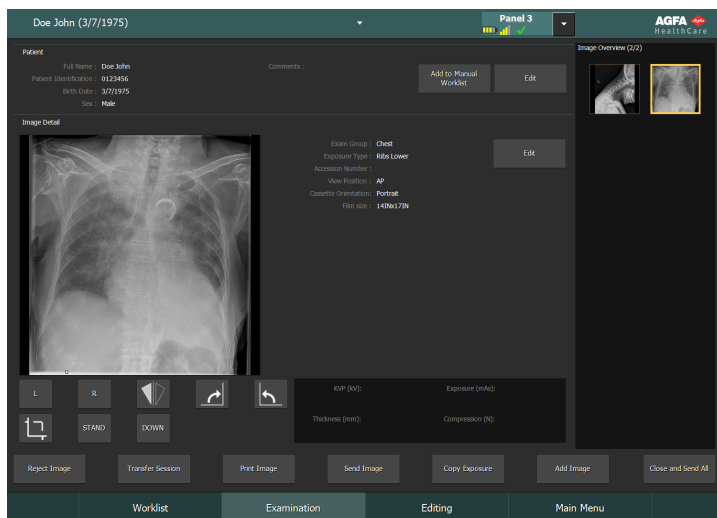 Doe John (3/7/1975)
Panel 3
AGFA
HealthCare
Patient
Full Name : Doe John
Patient Identification : 0123456
Birth Date : 3/7/1975
Sex : Male
Comments :
Add to Manual
Worklist
Edit
Image Overview (2/2)
Image Detail
Exam Group : Chest
Exposure Type : Ribs Lower
Accession Number :
View Position : AP
Cassette Orientation: Portrait
Film size : 14INx17IN
Edit
L
R
STAND
DOWN
KVP (kV):
Exposure (mAs):
Thickness (mm):
Compression (N):
Reject Image
Transfer Session
Print Image
Send Image
Copy Exposure
Add Image
Close and Send All
Worklist
Examination
Editing
Main Menu